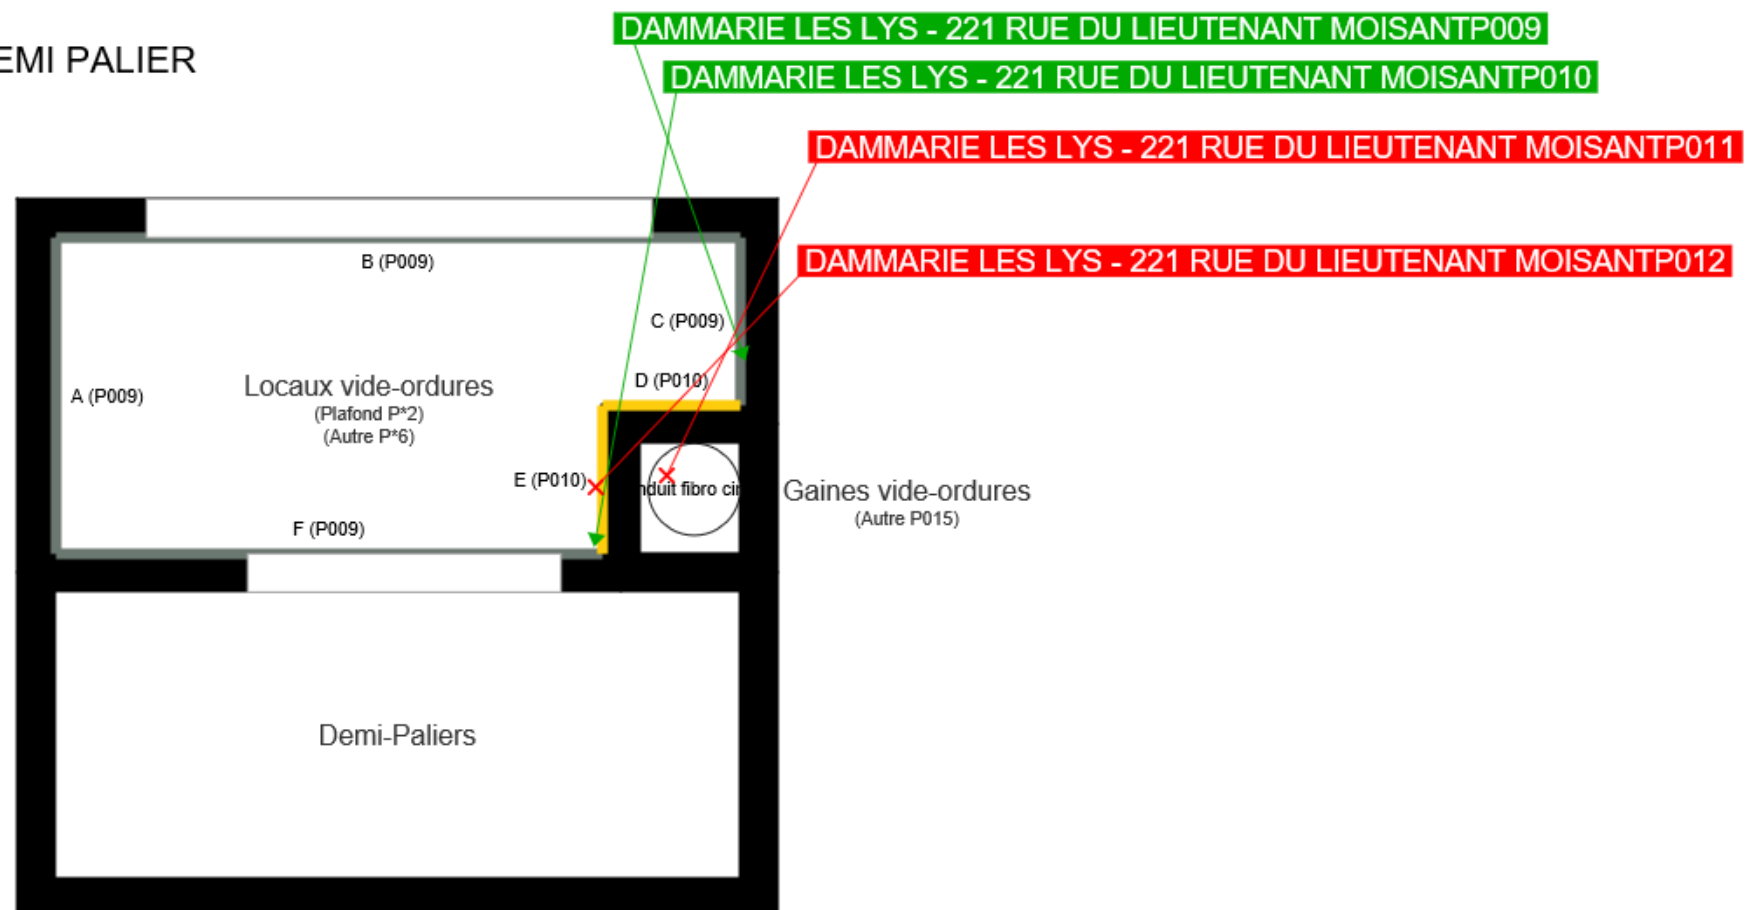 DAMMARIE LES LYS - 221 RUE DU LIEUTENANT MOISANTP009
EMI PALIER
DAMMARIE LES LYS - 221 RUE DU LIEUTENANT MOISANTP010
DAMMARIE LES LYS - 221 RUE DU LIEUTENANT MOISANTP011
B (P009)
DAMMARIE LES LYS - 221 RUE DU LIEUTENANT MOISANTP012
C (P009)
D (P010)
A (P009)
Locaux vide-ordures
(Plafond P*2)
(Autre P*6)
E (P010)
nduit fibro cir
Gaines vide-ordures
(Autre P015)
F (P009)
Demi-Paliers